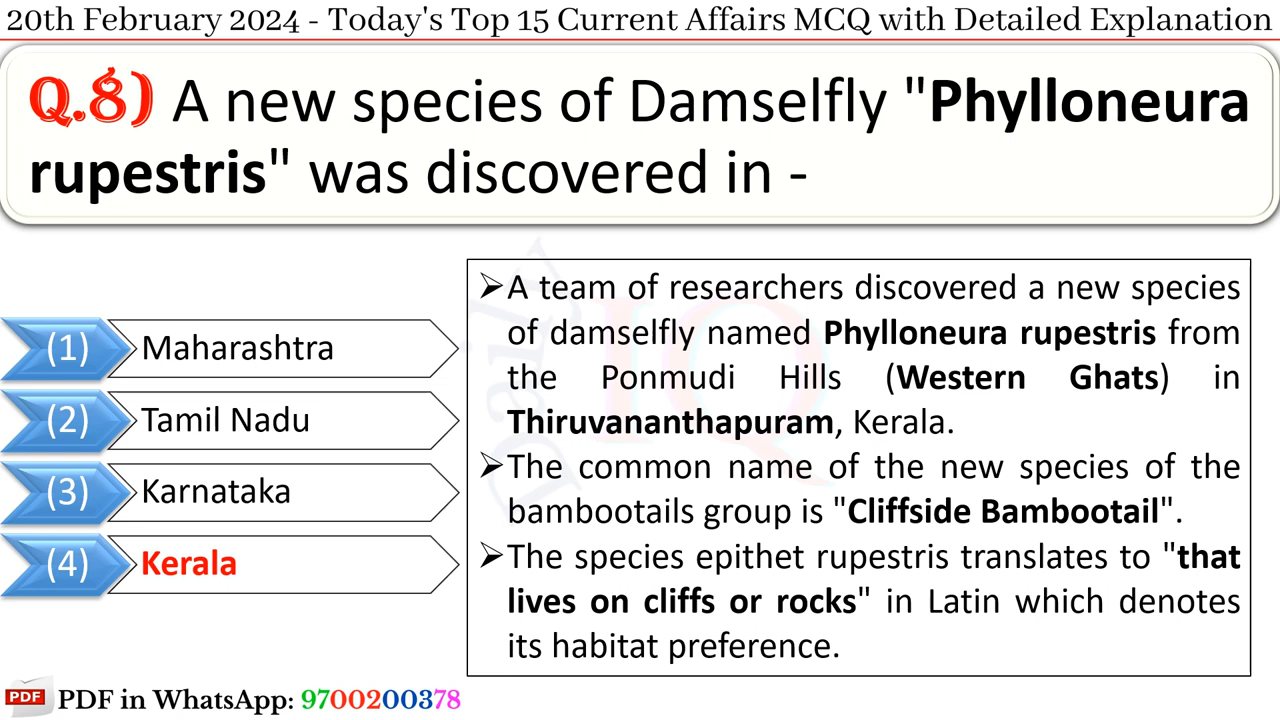 20th February 2024 - Today's Top 15 Current Affairs MCQ with Detailed Explanation
Q.8) A new species of Damselfly "Phylloneura
rupestris" was discovered in -
(1) Maharashtra
(2) Tamil Nadu
(3) Karnataka
(4) Kerala
➢A team of researchers discovered a new species
of damselfly named Phylloneura rupestris from
the Ponmudi Hills (Western Ghats) in
Thiruvananthapuram, Kerala.
➢The common name of the new species of the
bambootails group is "Cliffside Bambootail".
➢The species epithet rupestris translates to "that
lives on cliffs or rocks" in Latin which denotes
its habitat preference.
Daily
IQ
PDF PDF in WhatsApp: 9700200378